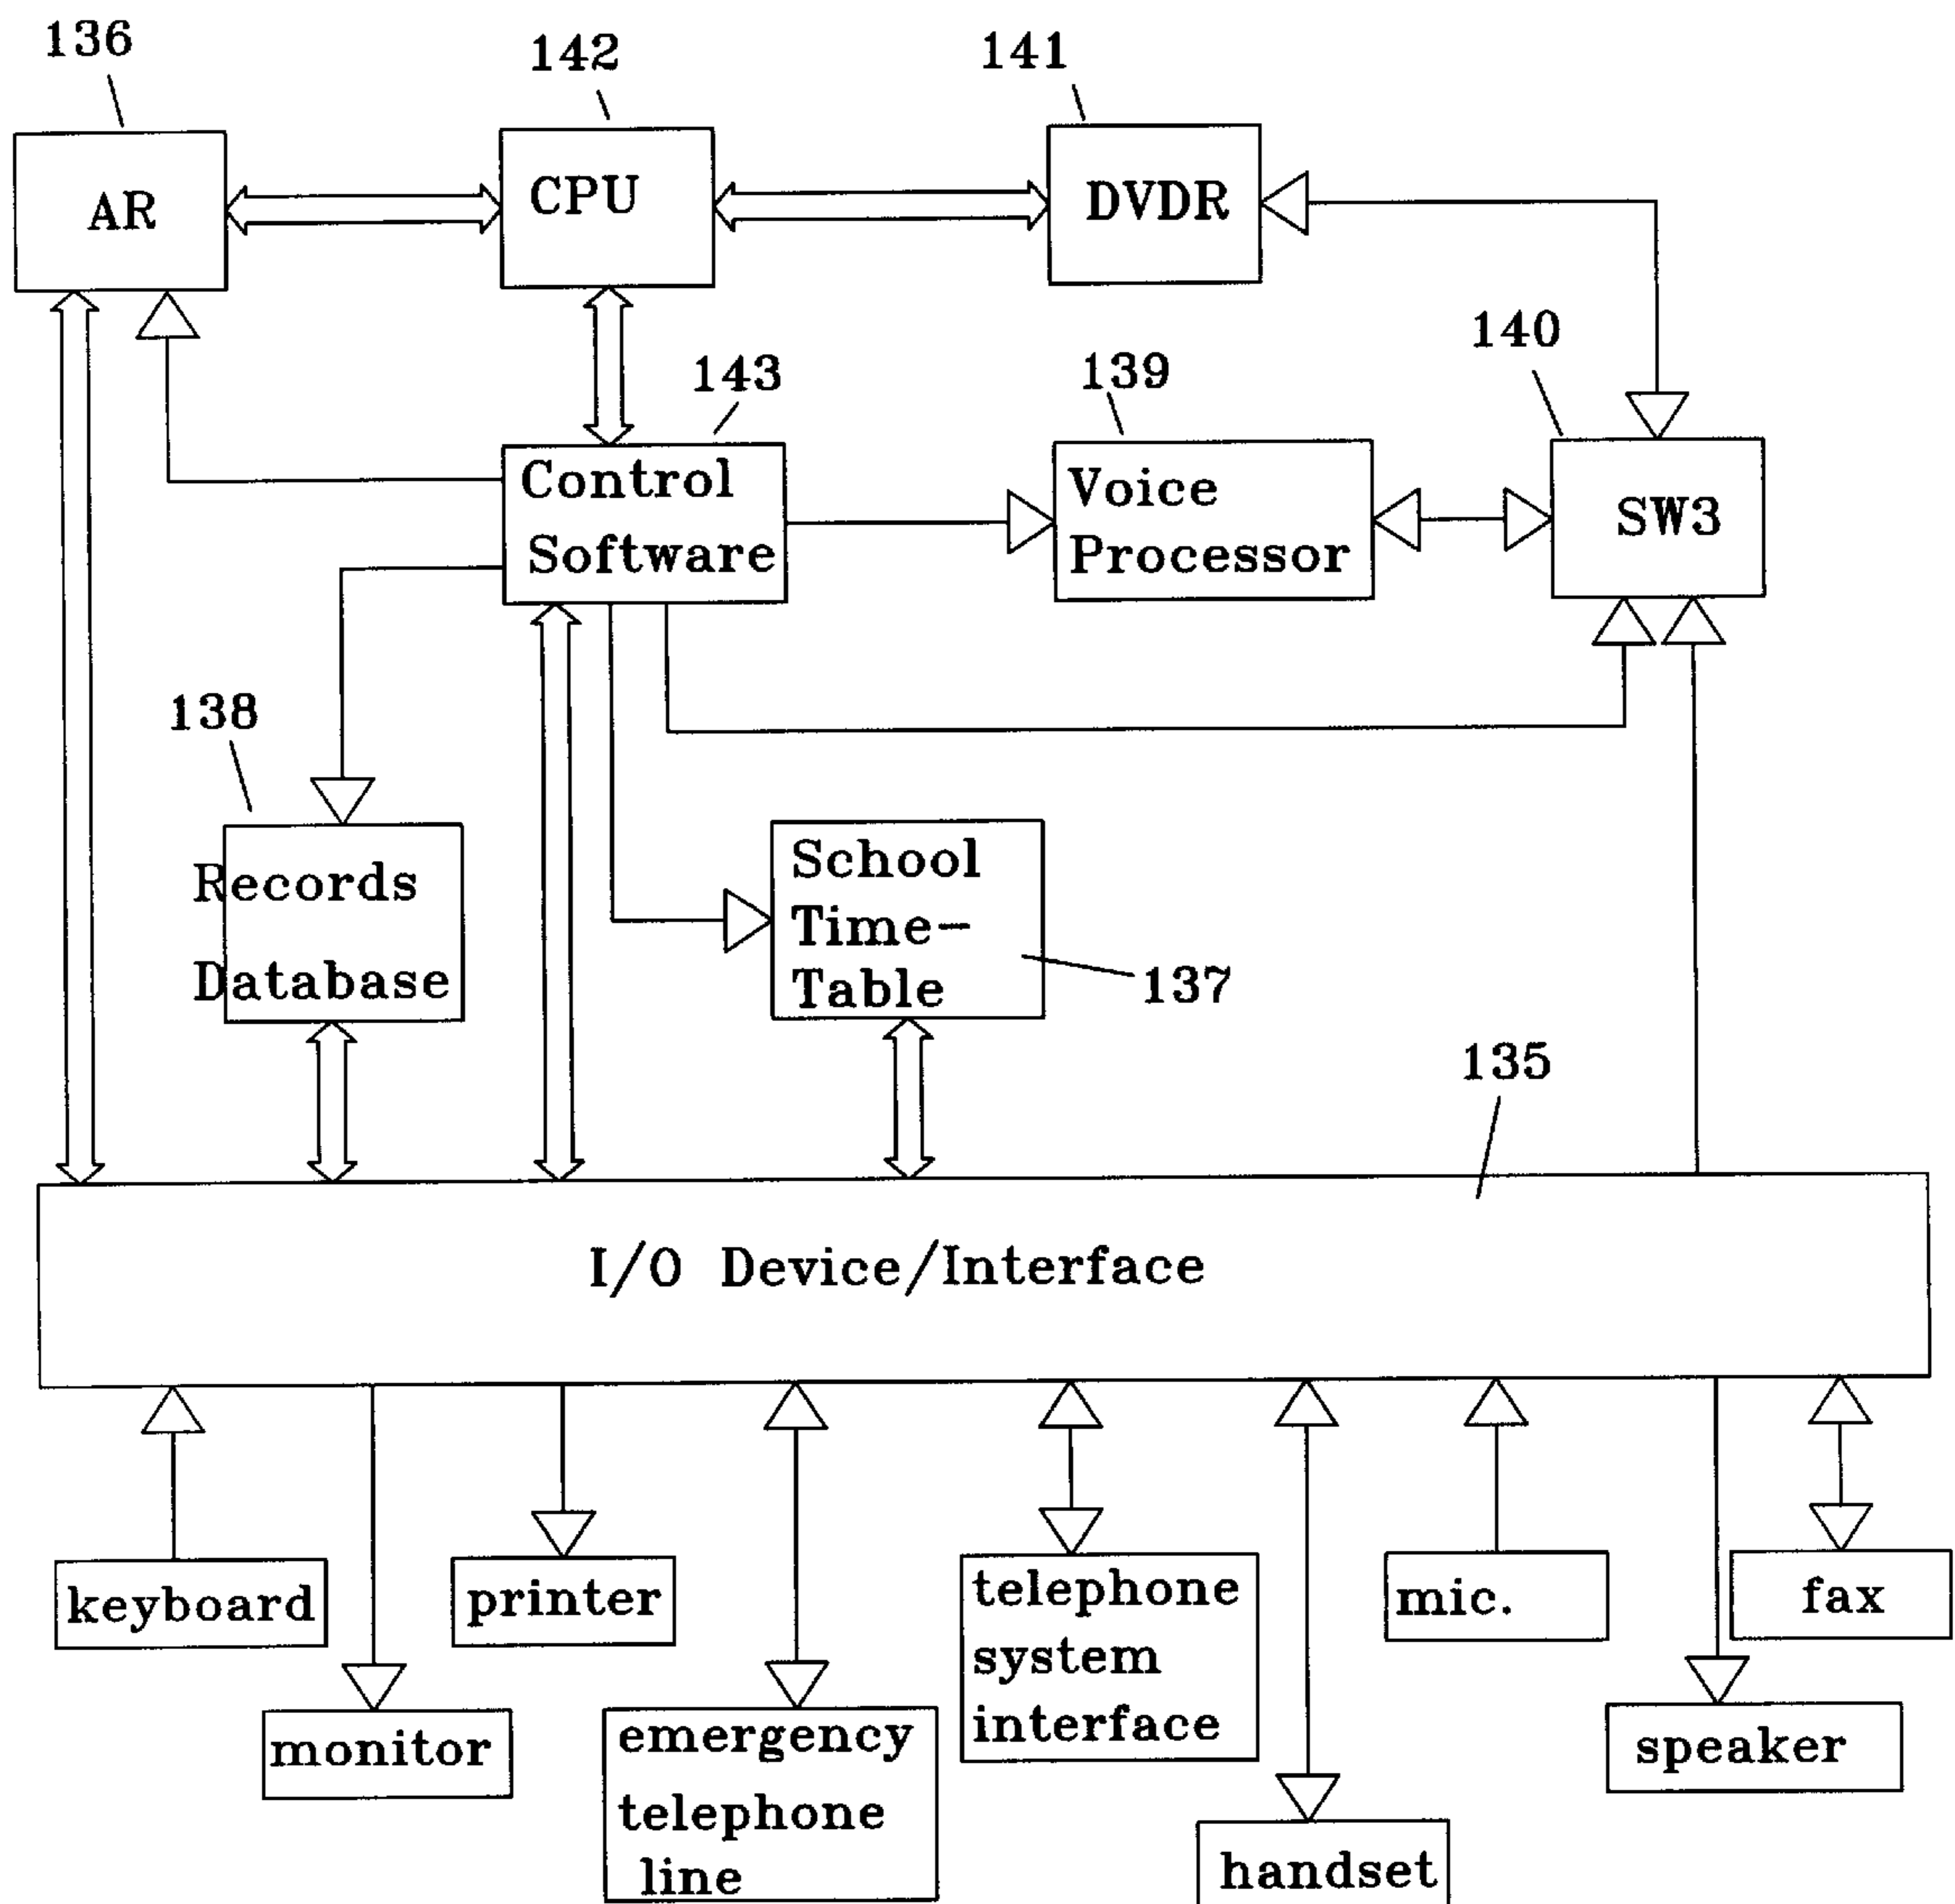 136
142
141
AR
CPU
DVDR
140
143
139
Control
Software
Voice
Processor
SW3
138
Records
Database
School
Time-
Table
137
135
I/O Device/Interface
keyboard
monitor
printer
emergency
telephone
line
telephone
system
interface
handset
mic.
speaker
fax